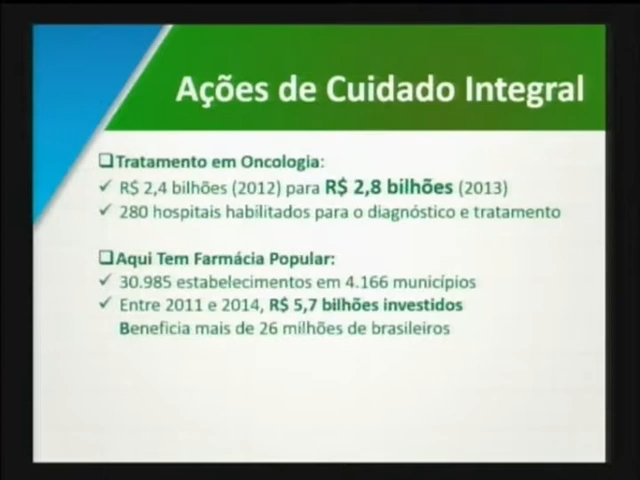 Ações de Cuidado Integral
❑Tratamento em Oncologia:
✓ R$ 2,4 bilhões (2012) para R$ 2,8 bilhões (2013)
✓ 280 hospitais habilitados para o diagnóstico e tratamento
❑Aqui Tem Farmácia Popular:
✓ 30.985 estabelecimentos em 4.166 municípios
✓ Entre 2011 e 2014, R$ 5,7 bilhões investidos
Beneficia mais de 26 milhões de brasileiros